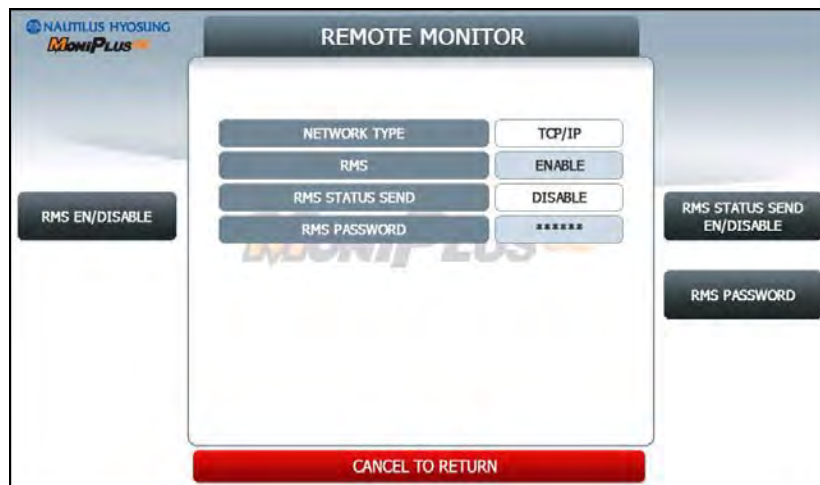 NAUTILUS HYOSUNG
MONIPLUS
REMOTE MONITOR
NETWORK TYPE TCP/IP
RMS ENABLE
RMS STATUS SEND DISABLE
RMS PASSWORD ******
MONIPLUS
RMS EN/DISABLE
RMS STATUS SEND
EN/DISABLE
RMS PASSWORD
CANCEL TO RETURN